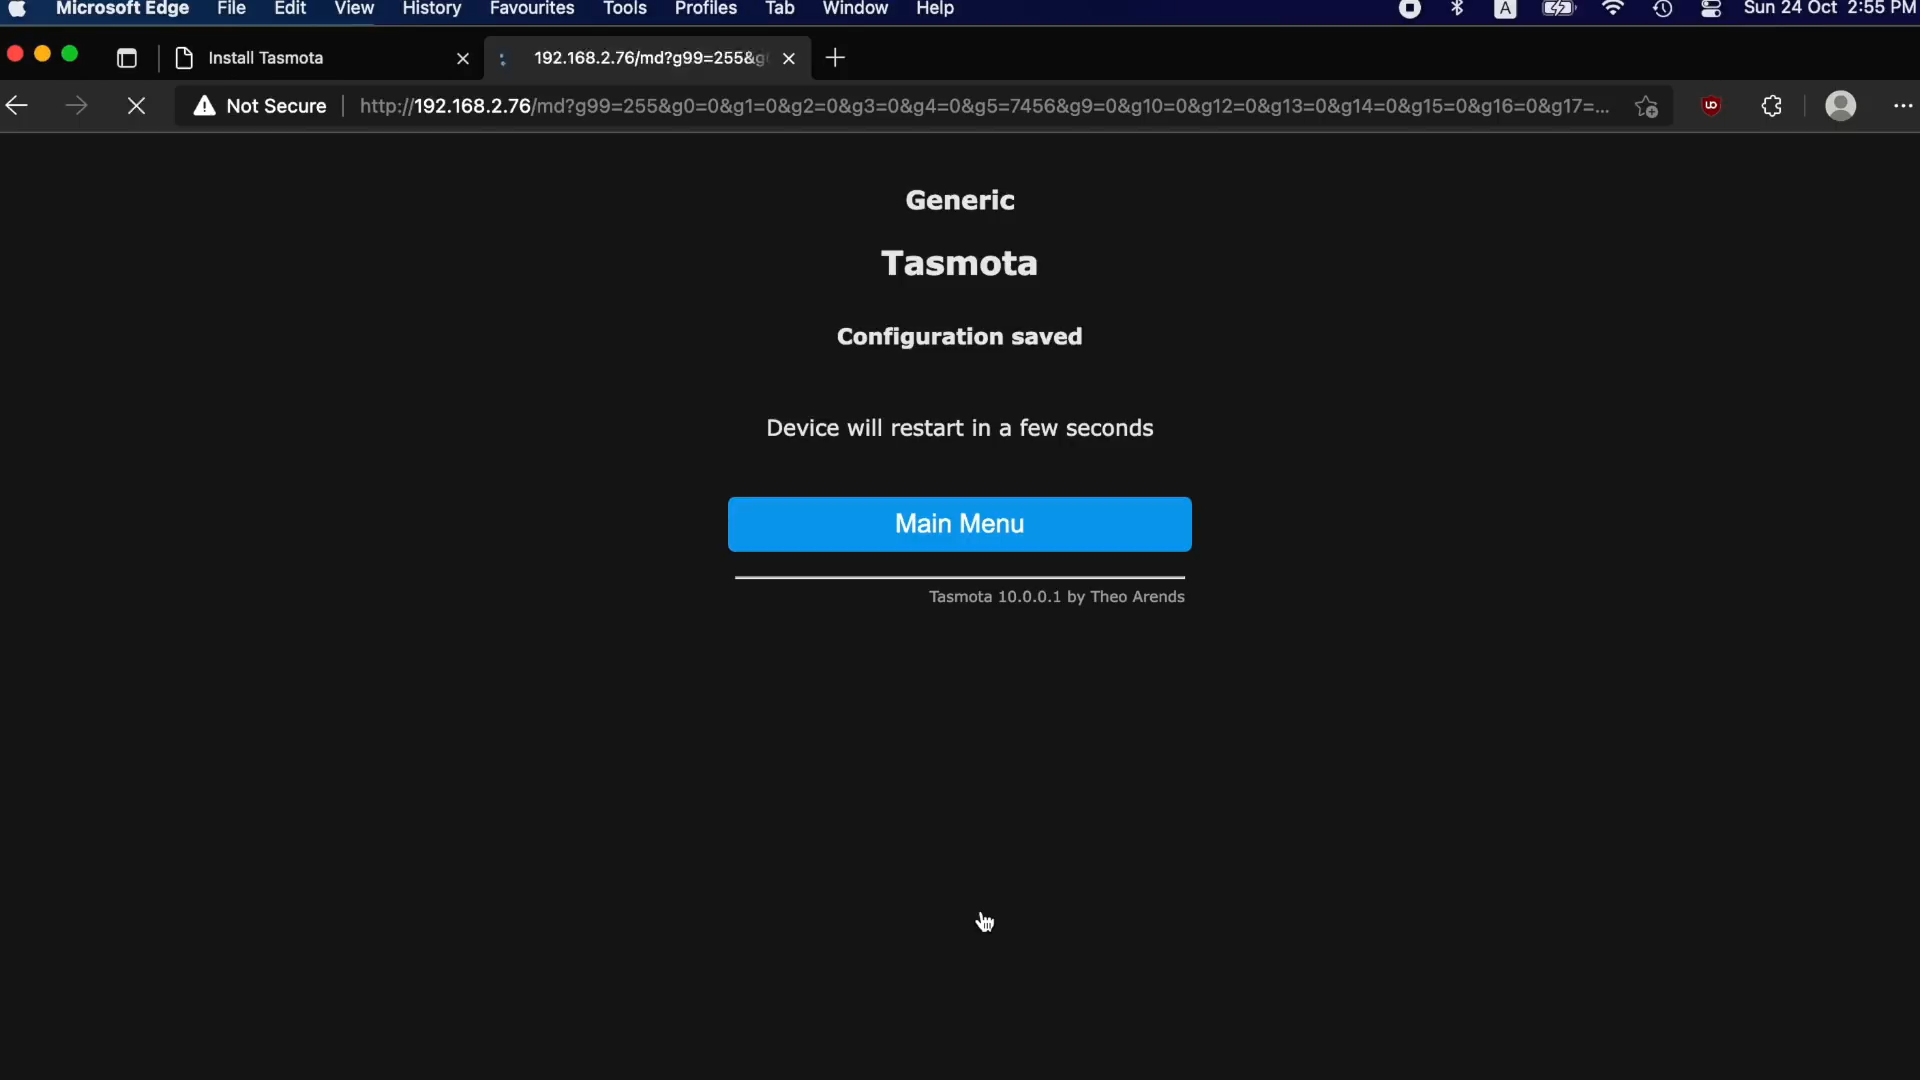 Microsoft Edge File Edit View History Favourites Tools Profiles Tab Window Help A Sun 24 Oct 2:55 PM
Install Tasmota 192.168.2.76/md?g99=255&g
Not Secure http://192.168.2.76/md?g99=255&g0=0&g1=0&g2=0&g3=0&g4=0&g5=7456&g9=0&g10=0&g12=0&g13=0&g14=0&g15=0&g16=0&g17=...
Generic
Tasmota
Configuration saved
Device will restart in a few seconds
Main Menu
Tasmota 10.0.0.1 by Theo Arends